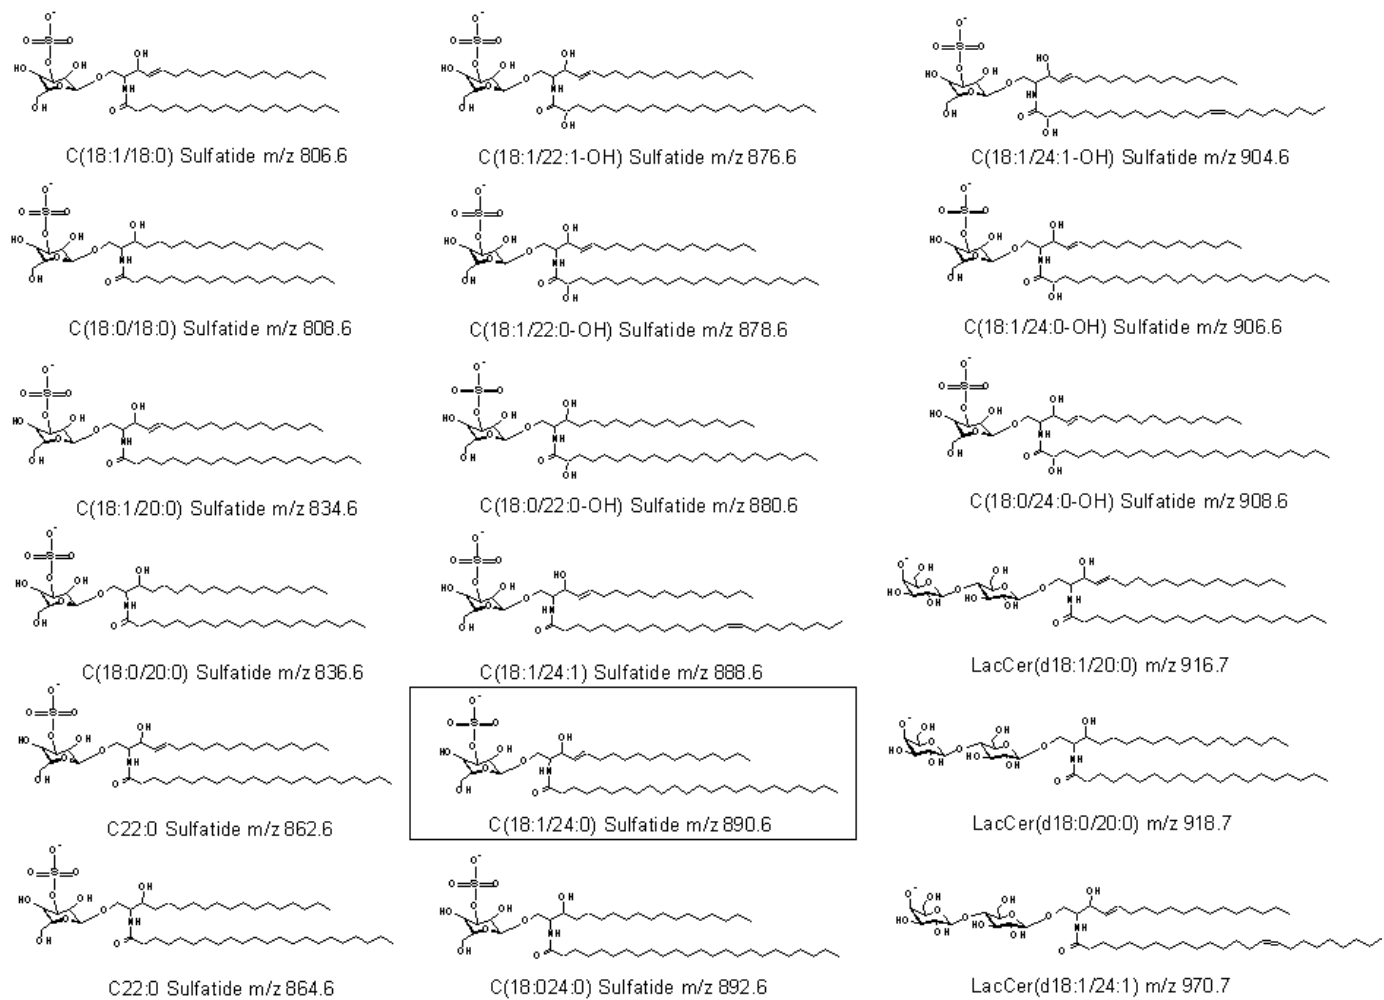 C(18:1/18:0) Sulfatide m/z 806.6
C(18:0/18:0) Sulfatide m/z 808.6
C(18:1/20:0) Sulfatide m/z 834.6
C(18:0/20:0) Sulfatide m/z 836.6
C22:0 Sulfatide m/z 862.6
C22:0 Sulfatide m/z 864.6
C(18:1/22:1-OH) Sulfatide m/z 876.6
C(18:1/22:0-OH) Sulfatide m/z 878.6
C(18:0/22:0-OH) Sulfatide m/z 880.6
C(18:1/24:1) Sulfatide m/z 888.6
C(18:1/24:0) Sulfatide m/z 890.6
C(18:024:0) Sulfatide m/z 892.6
C(18:1/24:1-OH) Sulfatide m/z 904.6
C(18:1/24:0-OH) Sulfatide m/z 906.6
C(18:0/24:0-OH) Sulfatide m/z 908.6
LacCer(d18:1/20:0) m/z 916.7
LacCer(d18:0/20:0) m/z 918.7
LacCer(d18:1/24:1) m/z 970.7